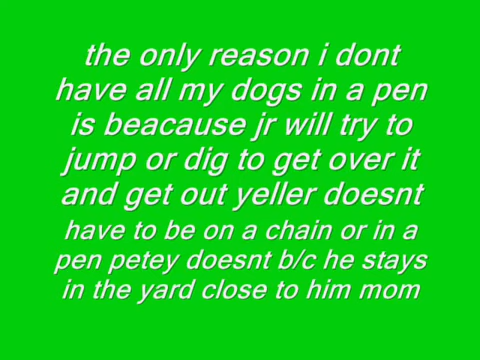 the only reason i dont
have all my dogs in a pen
is beacause jr will try to
jump or dig to get over it
and get out yeller doesnt
have to be on a chain or in a
pen petey doesnt b/c he stays
in the yard close to him mom